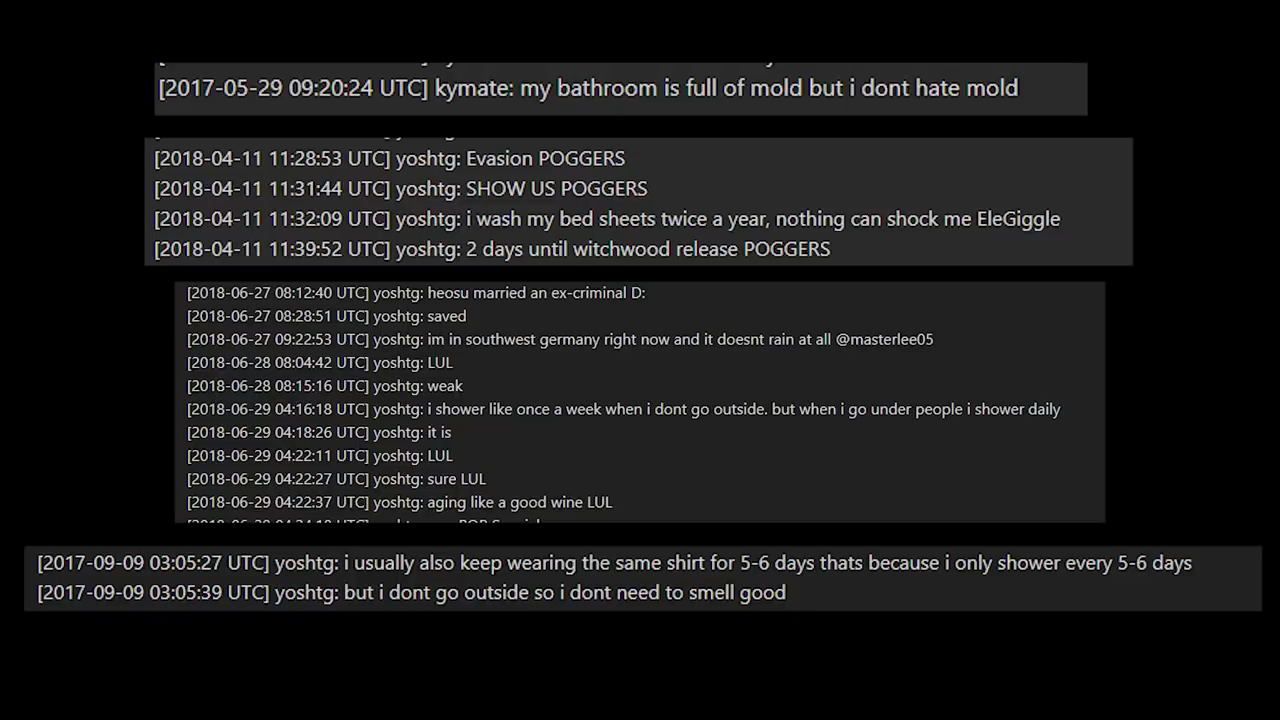 [2017-05-29 09:20:24 UTC] kymate: my bathroom is full of mold but i dont hate mold
[2018-04-11 11:28:53 UTC] yoshtg: Evasion POGGERS
[2018-04-11 11:31:44 UTC] yoshtg: SHOW US POGGERS
[2018-04-11 11:32:09 UTC] yoshtg: i wash my bed sheets twice a year, nothing can shock me EleGiggle
[2018-04-11 11:39:52 UTC] yoshtg: 2 days until witchwood release POGGERS
[2018-06-27 08:12:40 UTC] yoshtg: heosu married an ex-criminal D:
[2018-06-27 08:28:51 UTC] yoshtg: saved
[2018-06-27 09:22:53 UTC] yoshtg: im in southwest germany right now and it doesnt rain at all @masterlee05
[2018-06-28 08:04:42 UTC] yoshtg: LUL
[2018-06-28 08:15:16 UTC] yoshtg: weak
[2018-06-29 04:16:18 UTC] yoshtg: i shower like once a week when i dont go outside. but when i go under people i shower daily
[2018-06-29 04:18:26 UTC] yoshtg: it is
[2018-06-29 04:22:11 UTC] yoshtg: LUL
[2018-06-29 04:22:27 UTC] yoshtg: sure LUL
[2018-06-29 04:22:37 UTC] yoshtg: aging like a good wine LUL
[2017-09-09 03:05:27 UTC] yoshtg: i usually also keep wearing the same shirt for 5-6 days thats because i only shower every 5-6 days
[2017-09-09 03:05:39 UTC] yoshtg: but i dont go outside so i dont need to smell good